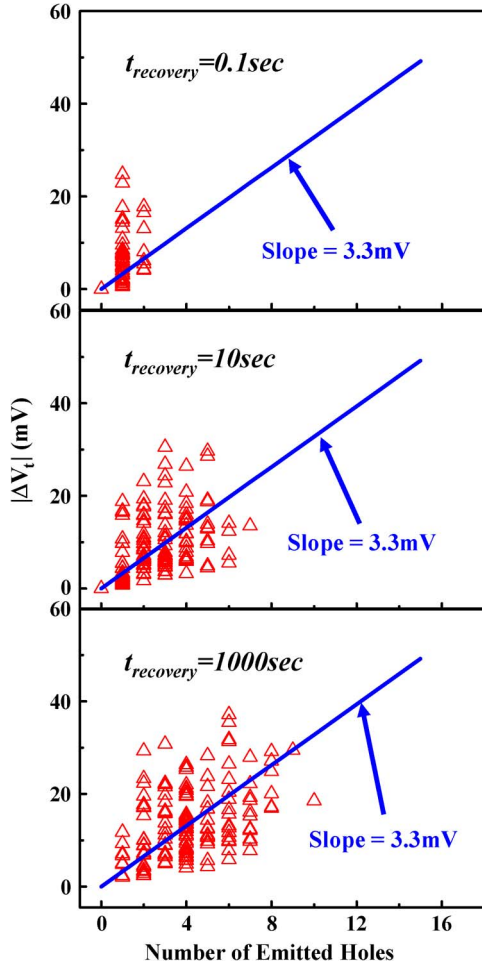 60
t_recovery=0.1sec
40
20
Slope = 3.3mV
0
60
t_recovery=10sec
40
|ΔV_t| (mV)
20
Slope = 3.3mV
0
60
t_recovery=1000sec
40
20
Slope = 3.3mV
0
0 4 8 12 16
Number of Emitted Holes